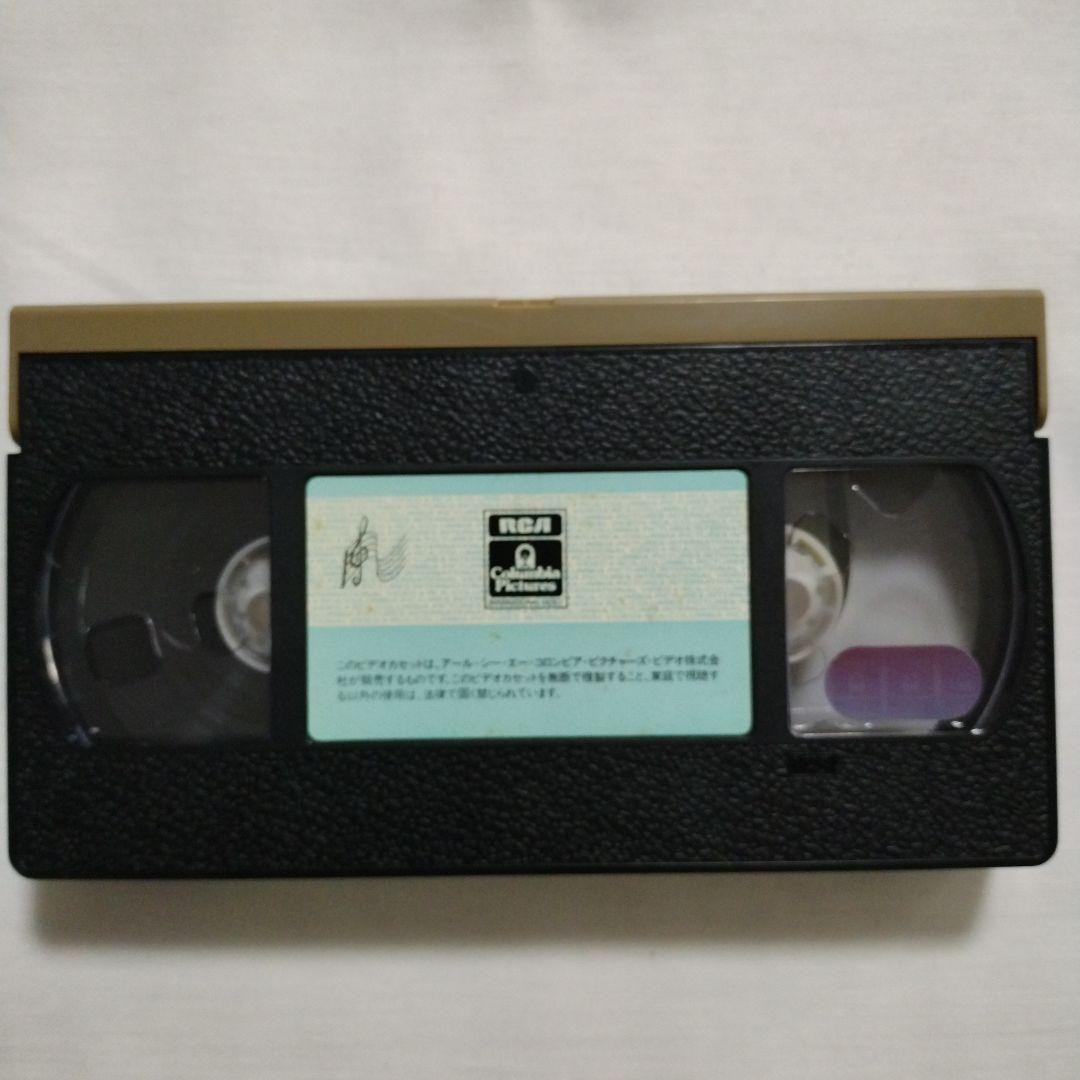 RCA
Columbia
Pictures
このビデオカセットは、アール・シー・エー・コロンビア・ピクチャーズ・ビデオ株式会
社が販売するものです。このビデオカセットを無断で複製すること、家庭で視聴す
る以外の使用は、法律で固く禁じられています。